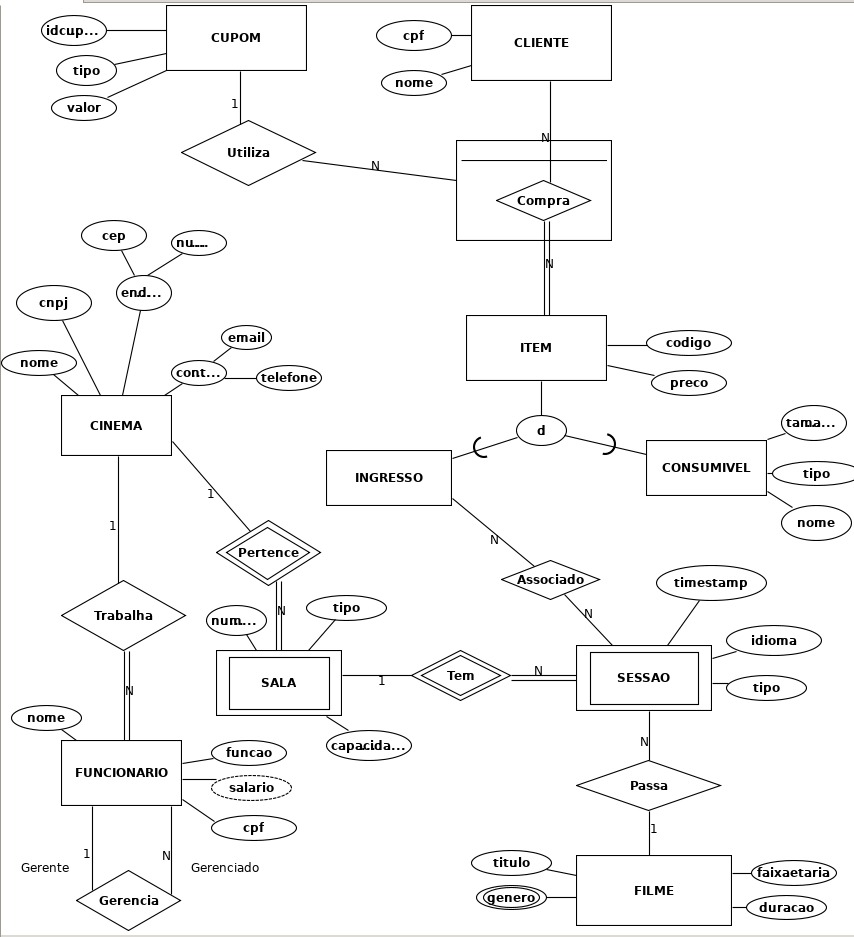 idcup...
CUPOM
cpf
CLIENTE
tipo
nome
valor
1
N
Utiliza
N
Compra
cep
nu...
N
cnpj
end...
email
ITEM
codigo
nome
cont...
telefone
preco
CINEMA
d
tama...
INGRESSO
CONSUMIVEL
tipo
1
nome
1
N
Pertence
Associado
timestamp
Trabalha
num...
N
tipo
N
idioma
SALA
1
Tem
N
SESSAO
tipo
N
nome
capacida...
N
funcao
FUNCIONARIO
salario
Passa
cpf
1
Gerente
1
N
Gerenciado
titulo
faixaetaria
Gerencia
genero
FILME
duracao